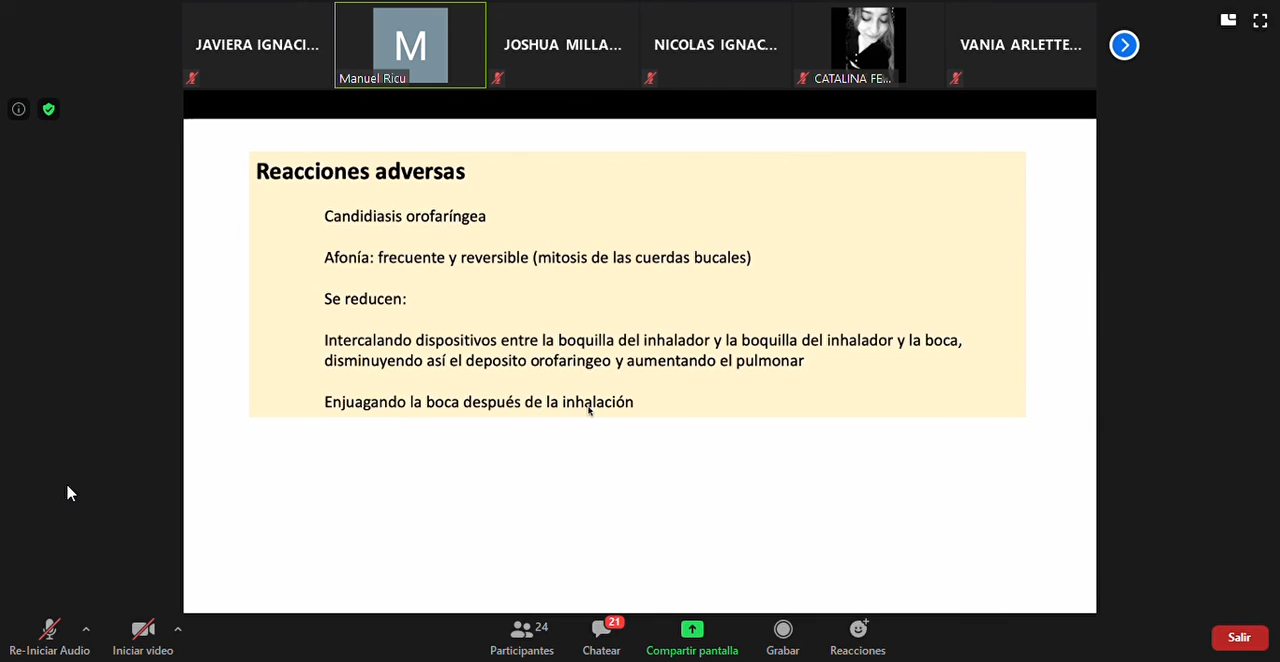 JAVIERA IGNACI...
M
Manuel Ricu
JOSHUA MILLA...
NICOLAS IGNAC...
CATALINA FE...
VANIA ARLETTE...
Reacciones adversas
Candidiasis orofaríngea
Afonía: frecuente y reversible (mitosis de las cuerdas bucales)
Se reducen:
Intercalando dispositivos entre la boquilla del inhalador y la boquilla del inhalador y la boca,
disminuyendo así el deposito orofaringeo y aumentando el pulmonar
Enjuagando la boca después de la inhalación
Re-Iniciar Audio
Iniciar video
24
Participantes
21
Chatear
Compartir pantalla
Grabar
Reacciones
Salir